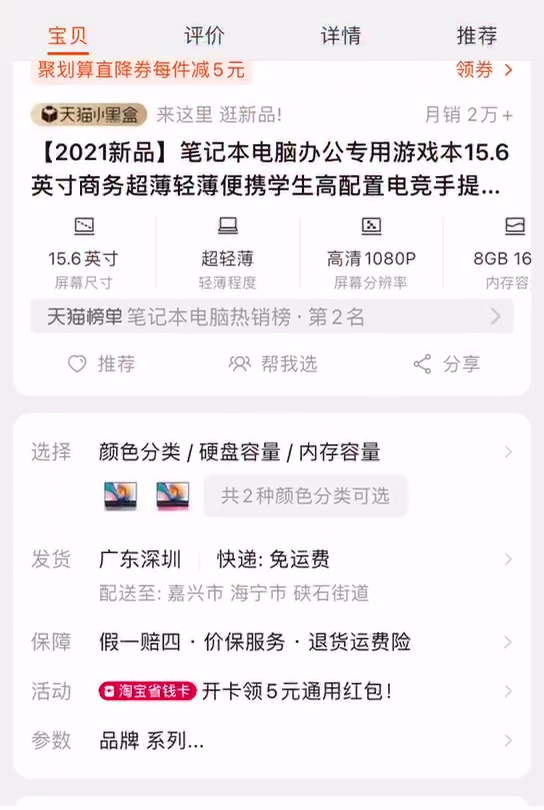 宝贝 评价 详情 推荐
聚划算直降券每件减5元 领券
天猫小黑盒 来这里 逛新品! 月销 2万+
【2021新品】笔记本电脑办公专用游戏本15.6
英寸商务超薄轻薄便携学生高配置电竞手提...
15.6英寸 超轻薄 高清1080P 8GB 16
屏幕尺寸 轻薄程度 屏幕分辨率 内存容
天猫榜单 笔记本电脑热销榜 · 第2名
推荐 帮我选 分享
选择 颜色分类 / 硬盘容量 / 内存容量
共2种颜色分类可选
发货 广东深圳 快递: 免运费
配送至: 嘉兴市 海宁市 硖石街道
保障 假一赔四 · 价保服务 · 退货运费险
活动 淘宝省钱卡 开卡领5元通用红包!
参数 品牌 系列...